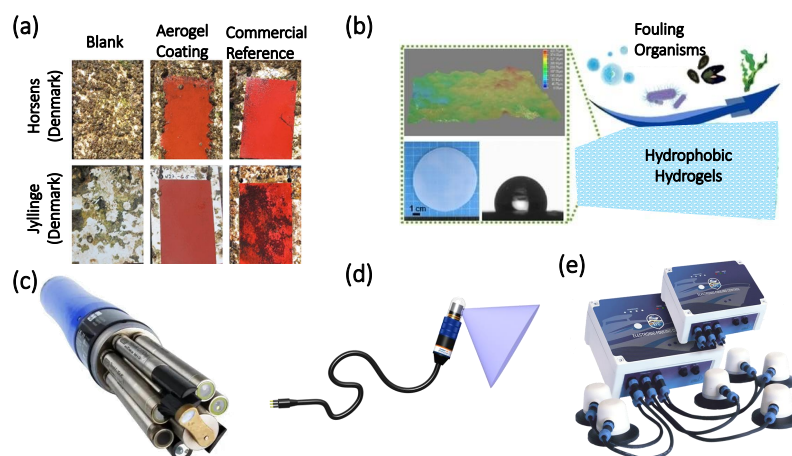 (a)
Blank
Aerogel
Coating
Commercial
Reference
Horsens
(Denmark)
Jyllinge
(Denmark)
(b)
Fouling
Organisms
1 cm
Hydrophobic
Hydrogels
(c)
(d)
(e)